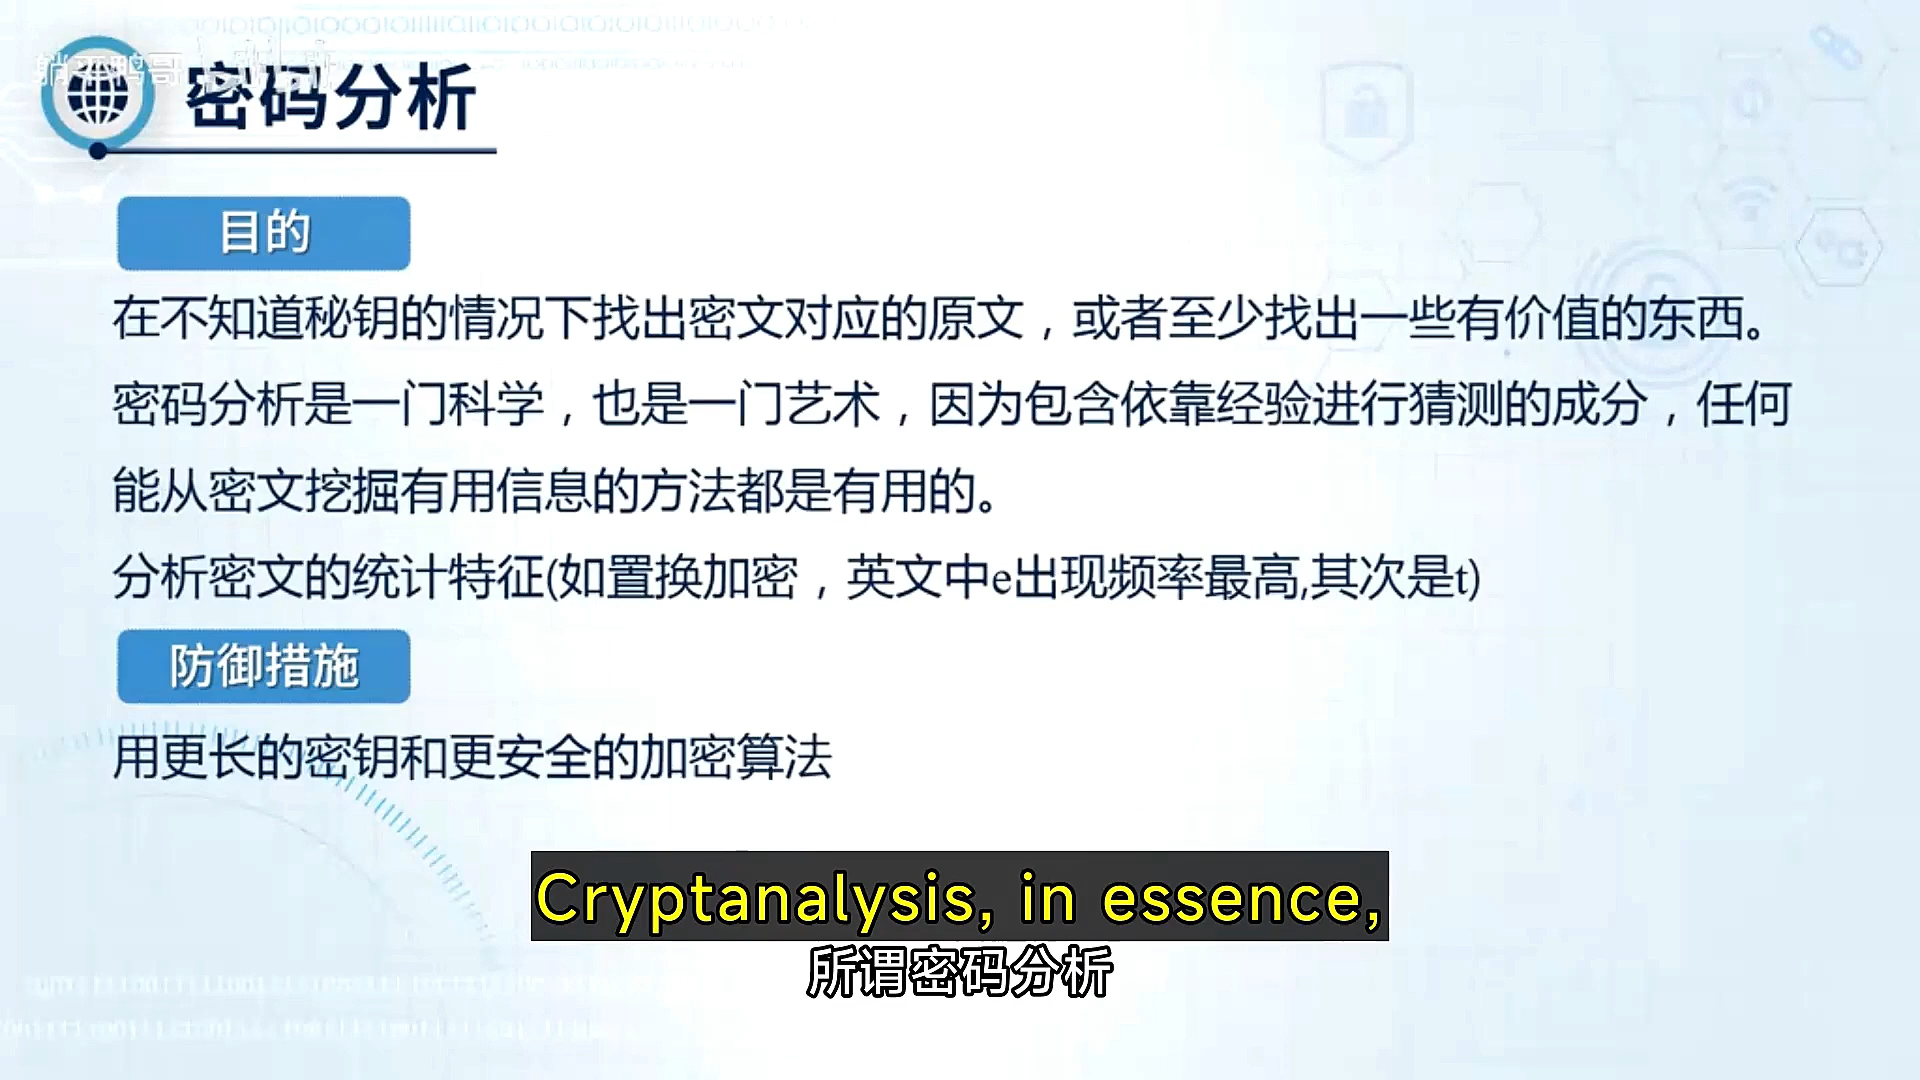 躺平鸭哥
密码分析
目的
在不知道秘钥的情况下找出密文对应的原文，或者至少找出一些有价值的东西。
密码分析是一门科学，也是一门艺术，因为包含依靠经验进行猜测的成分，任何
能从密文挖掘有用信息的方法都是有用的。
分析密文的统计特征(如置换加密，英文中e出现频率最高,其次是t)
防御措施
用更长的密钥和更安全的加密算法
Cryptanalysis, in essence,
所谓密码分析